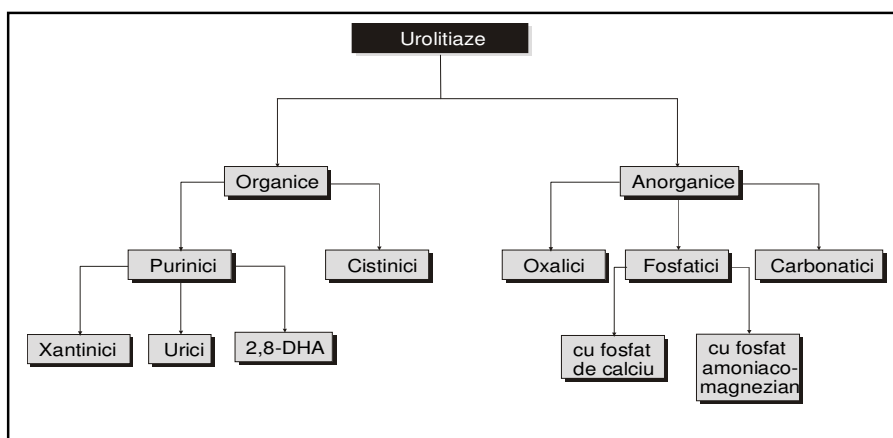 Urolitiaze
Organice
Anorganice
Purinici
Cistinici
Oxalici
Fosfatici
Carbonatici
Xantinici
Urici
2,8-DHA
cu fosfat
de calciu
cu fosfat
amoniaco-
magnezian